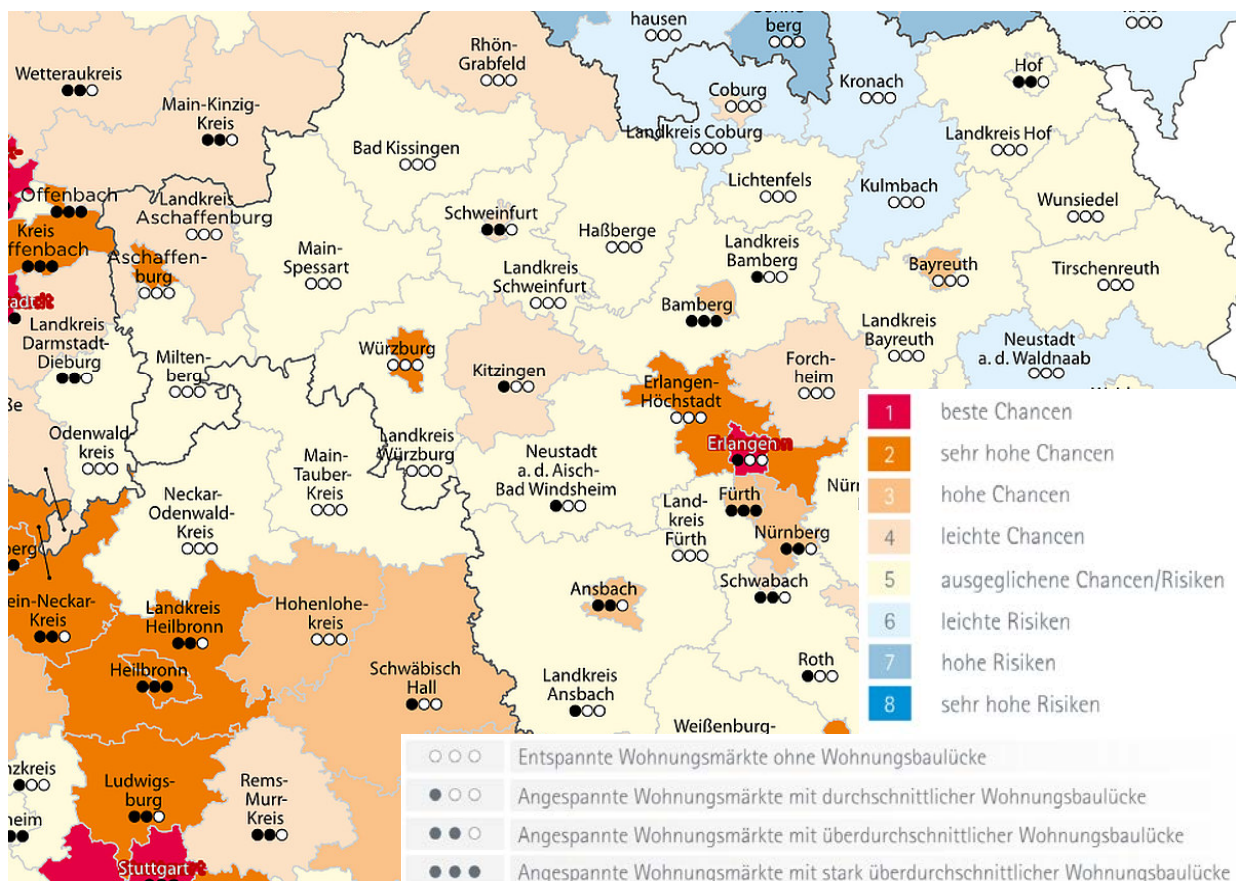 hausen
berg
kreis
Rhön-
Grabfeld
Wetteraukreis
Hof
Main-Kinzig-
Kreis
Coburg
Kronach
Landkreis Coburg
Landkreis Hof
Bad Kissingen
Lichtenfels
Kulmbach
Wunsiedel
Offenbach
Landkreis
Aschaffenburg
Schweinfurt
Haßberge
Kreis
ffenbach
Aschaffen-
burg
Main-
Spessart
Landkreis
Schweinfurt
Landkreis
Bamberg
Bayreuth
Tirschenreuth
Bamberg
Landkreis
Darmstadt-
Dieburg
Milten-
berg
Würzburg
Kitzingen
Forch-
heim
Landkreis
Bayreuth
Neustadt
a. d. Waldnaab
Erlangen-
Höchstadt
Odenwald
kreis
Main-
Tauber-
Kreis
Landkreis
Würzburg
Neustadt
a. d. Aisch-
Bad Windsheim
Erlangen
Neckar-
Odenwald-
Kreis
Land-
kreis
Fürth
Fürth
Nürn
Nürnberg
berg
Schwabach
Ansbach
ein-Neckar-
Kreis
Landkreis
Heilbronn
Hohenlohe-
kreis
Heilbronn
Schwäbisch
Hall
Landkreis
Ansbach
Roth
Weißenburg-
nzkreis
Ludwigs-
burg
Rems-
Murr-
Kreis
heim
Stuttgart
1 beste Chancen
2 sehr hohe Chancen
3 hohe Chancen
4 leichte Chancen
5 ausgeglichene Chancen/Risiken
6 leichte Risiken
7 hohe Risiken
8 sehr hohe Risiken
Entspannte Wohnungsmärkte ohne Wohnungsbaulücke
Angespannte Wohnungsmärkte mit durchschnittlicher Wohnungsbaulücke
Angespannte Wohnungsmärkte mit überdurchschnittlicher Wohnungsbaulücke
Angespannte Wohnungsmärkte mit stark überdurchschnittlicher Wohnungsbaulücke